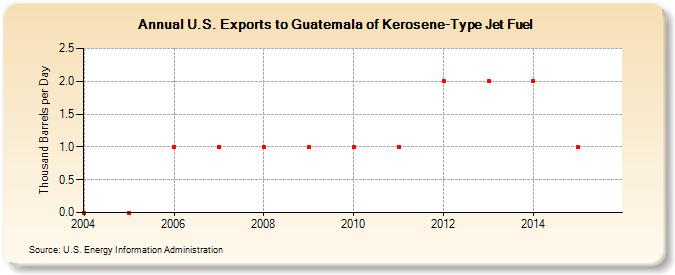 Annual U.S. Exports to Guatemala of Kerosene-Type Jet Fuel
Thousand Barrels per Day
2.5
2.0
1.5
1.0
0.5
0.0
2004 2006 2008 2010 2012 2014
Source: U.S. Energy Information Administration